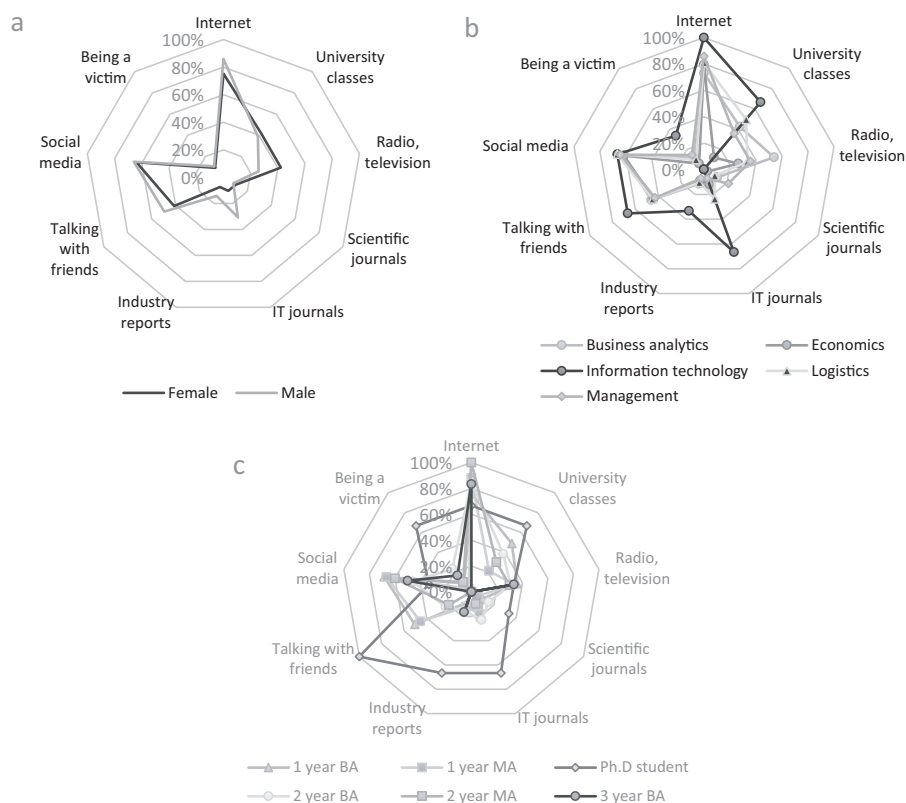 a
Internet
100%
80%
60%
40%
20%
0%
University
classes
Radio,
television
Scientific
journals
IT journals
Industry
reports
Talking
with
friends
Social
media
Being a
victim
Female
Male
b
Internet
100%
80%
60%
40%
20%
0%
University
classes
Radio,
television
Scientific
journals
IT journals
Industry
reports
Talking with
friends
Social media
Being a victim
Business analytics
Economics
Information technology
Logistics
Management
c
Internet
100%
80%
60%
40%
20%
0%
University
classes
Radio,
television
Scientific
journals
IT journals
Industry
reports
Talking with
friends
Social
media
Being a
victim
1 year BA
1 year MA
Ph.D student
2 year BA
2 year MA
3 year BA